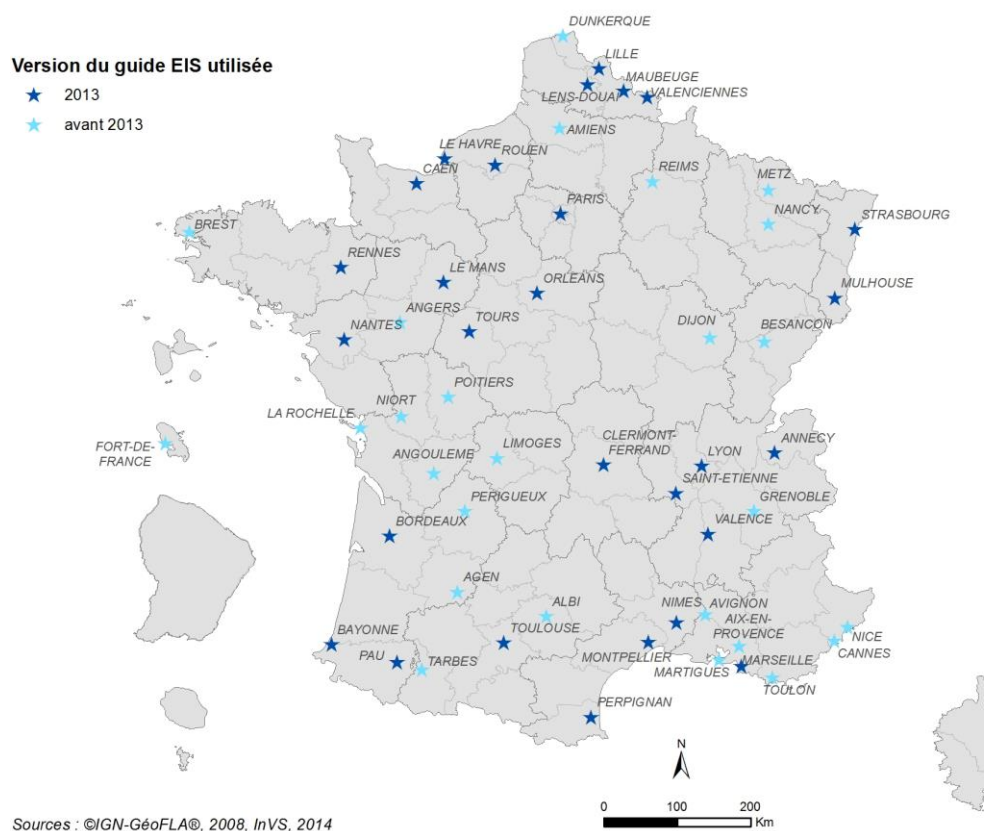 DUNKERQUE
Version du guide EIS utilisée
2013
avant 2013
LILLE
MAUBEUGE
VALENCIENNES
LENS-DOUAI
AMIENS
LE HAVRE
ROUEN
CAEN
REIMS
METZ
PARIS
NANCY
STRASBOURG
BREST
RENNES
LE MANS
ORLEANS
MULHOUSE
ANGERS
NANTES
TOURS
DIJON
BESANCON
POITIERS
NIORT
LA ROCHELLE
FORT-DE-
FRANCE
ANGOULEME
LIMOGES
CLERMONT-
FERRAND
LYON
ANNECY
SAINT-ETIENNE
GRENOBLE
PERIGUEUX
BORDEAUX
VALENCE
AGEN
ALBI
NIMES
AVIGNON
AIX-EN-
PROVENCE
BAYONNE
TOULOUSE
NICE
CANNES
PAU
TARBES
MONTPELLIER
MARTIGUES
MARSEILLE
TOULON
PERPIGNAN
N
0 100 200
Km
Sources : ©IGN-GéoFLA®, 2008, InVS, 2014